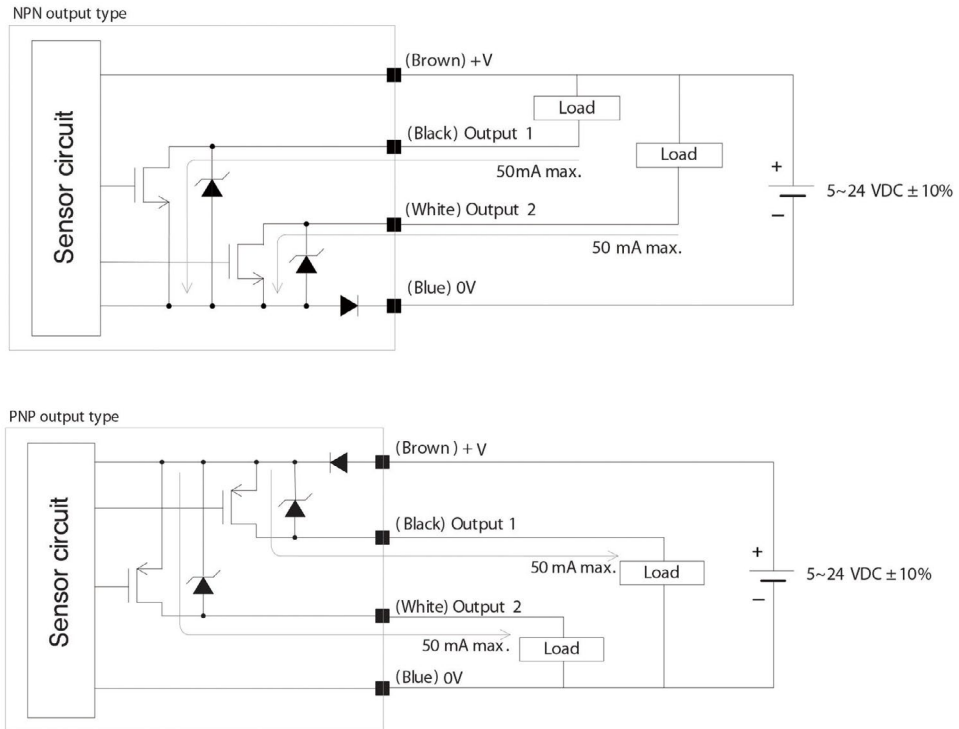 NPN output type
Sensor circuit
(Brown) +V
Load
(Black) Output 1
Load
50mA max.
+
5~24 VDC ± 10%
−
(White) Output 2
50 mA max.
(Blue) 0V
PNP output type
Sensor circuit
(Brown ) + V
(Black) Output 1
+
50 mA max.
Load
5~24 VDC ± 10%
−
(White) Output 2
50 mA max.
Load
(Blue) 0V